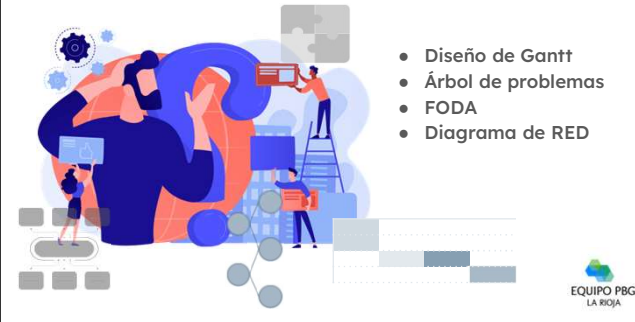 ● Diseño de Gantt
● Árbol de problemas
● FODA
● Diagrama de RED
EQUIPO PBG
LA RIOJA